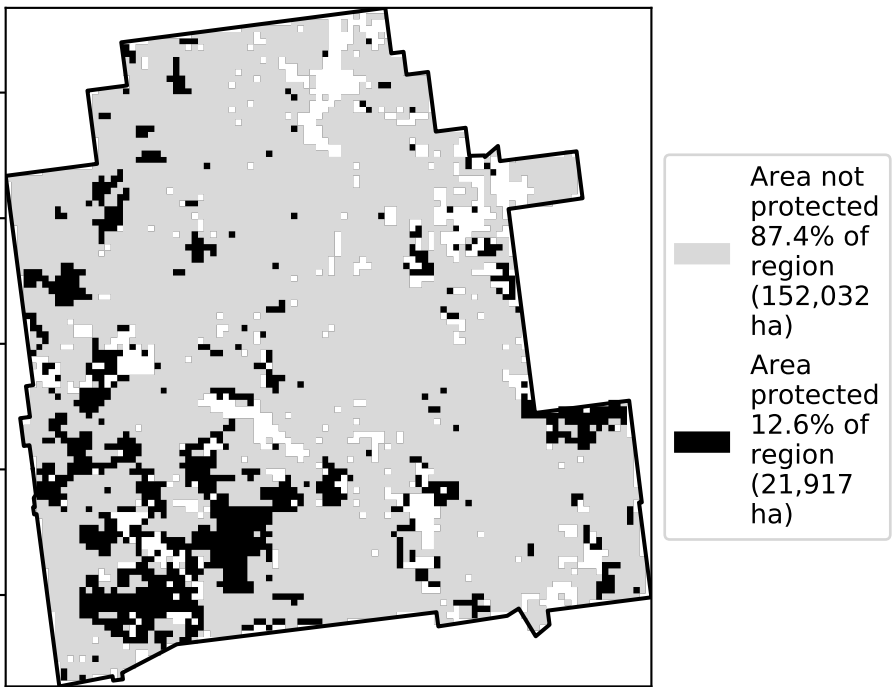 Area not
protected
87.4% of
region
(152,032
ha)
Area
protected
12.6% of
region
(21,917
ha)